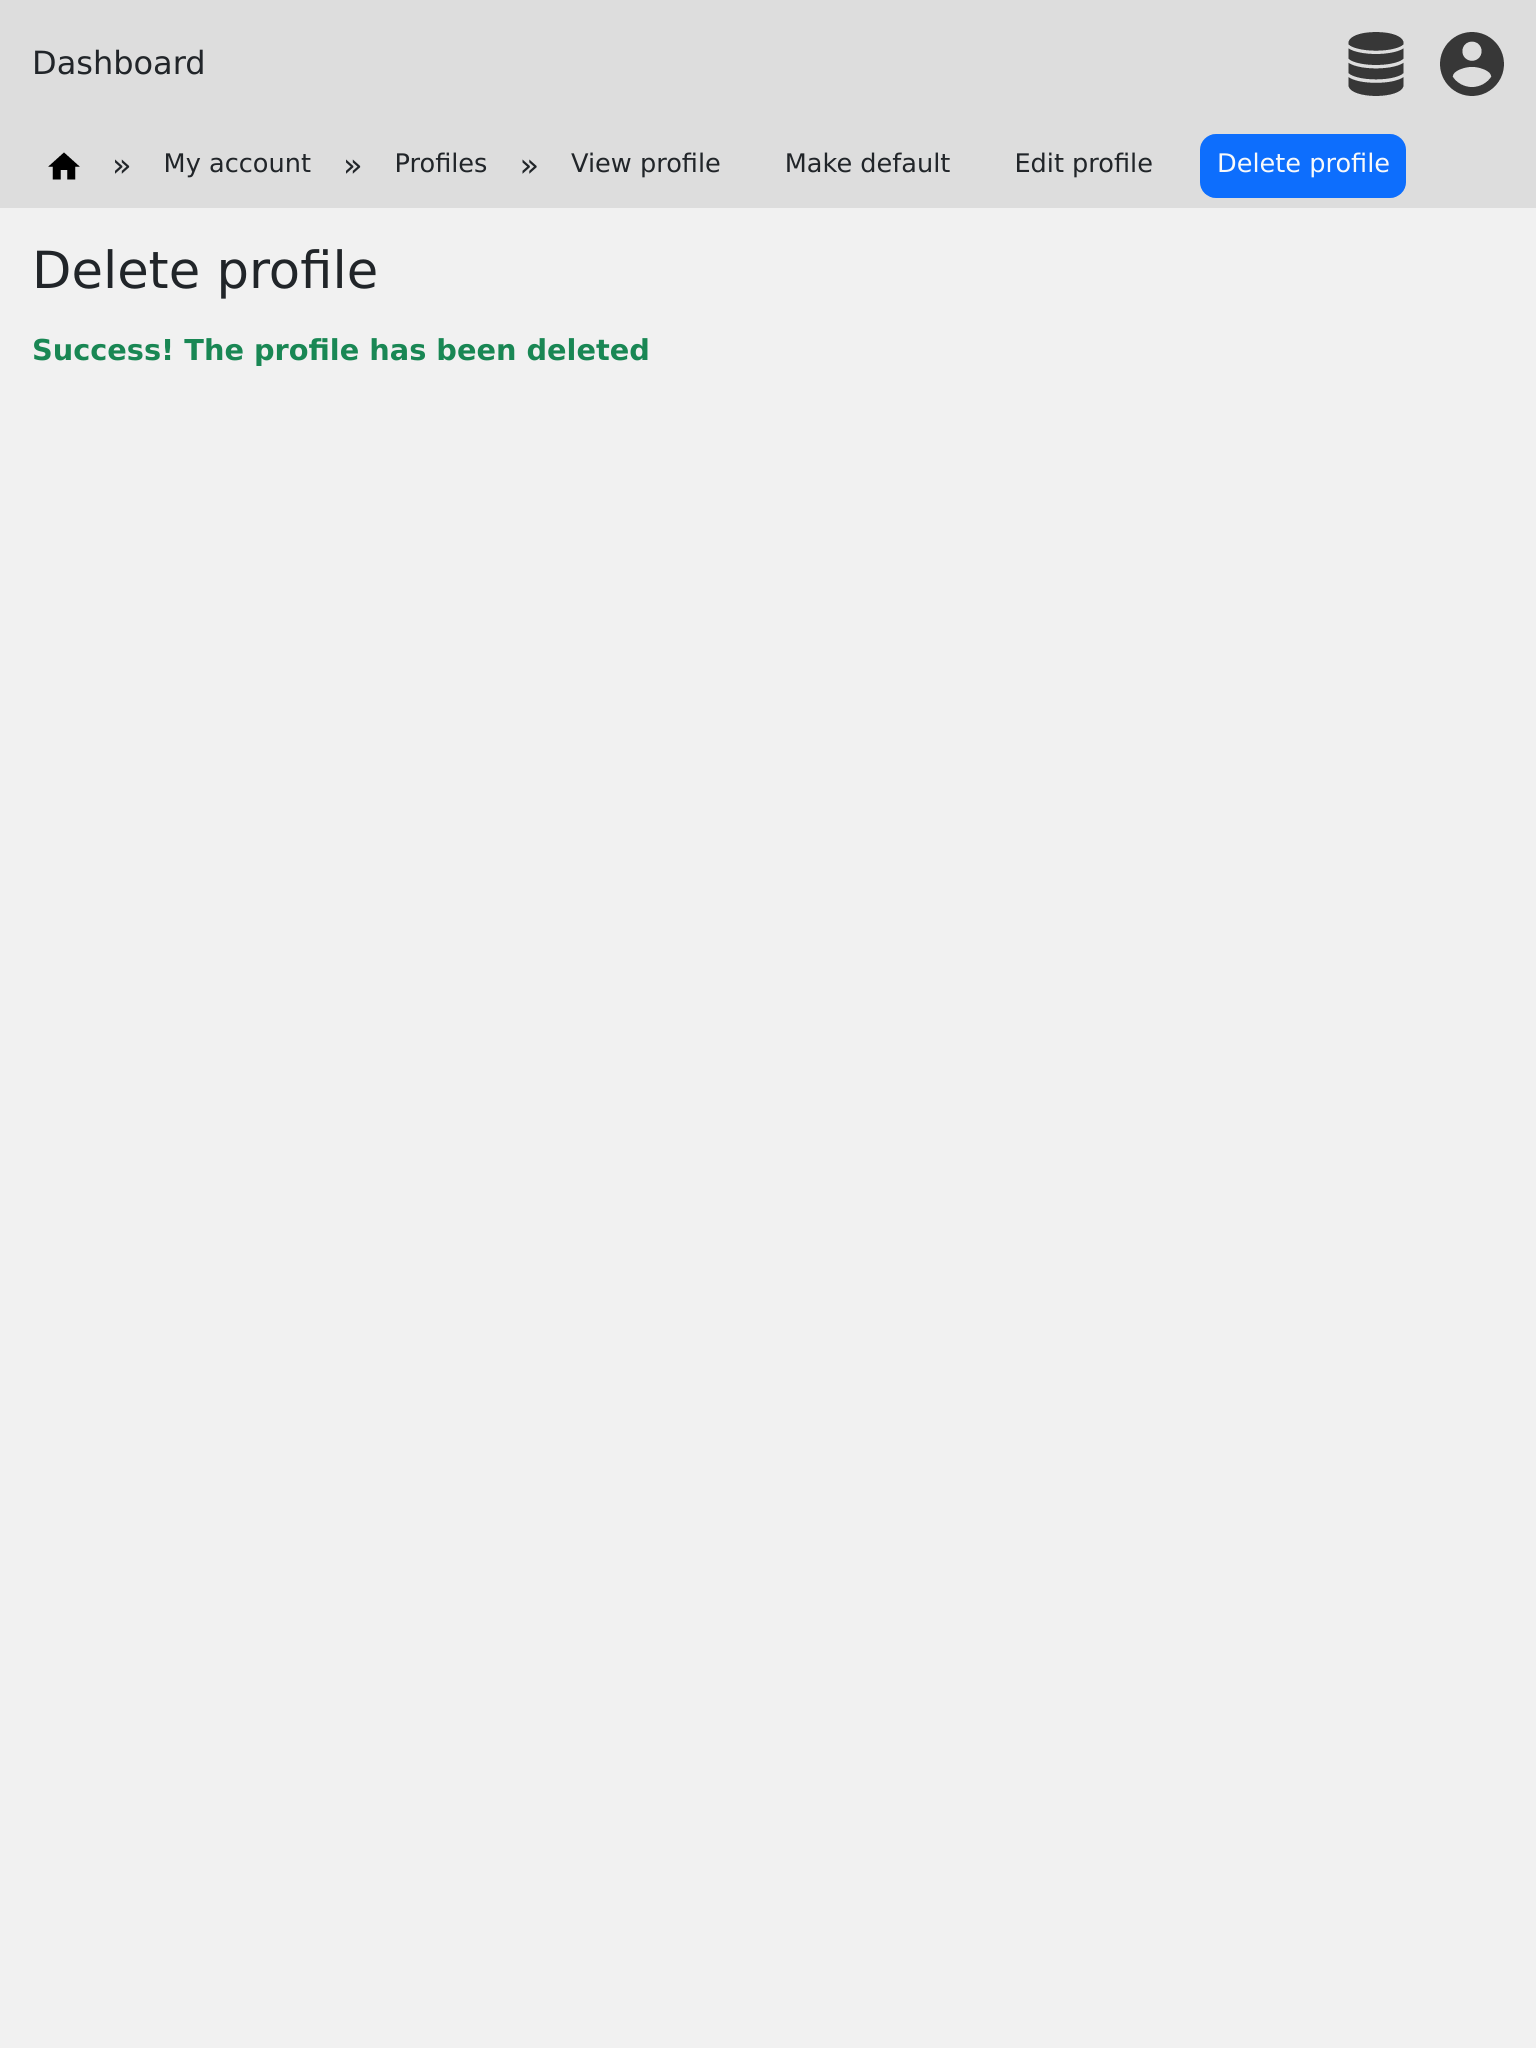 Dashboard
» My account » Profiles » View profile Make default Edit profile Delete profile
Delete profile
Success! The profile has been deleted